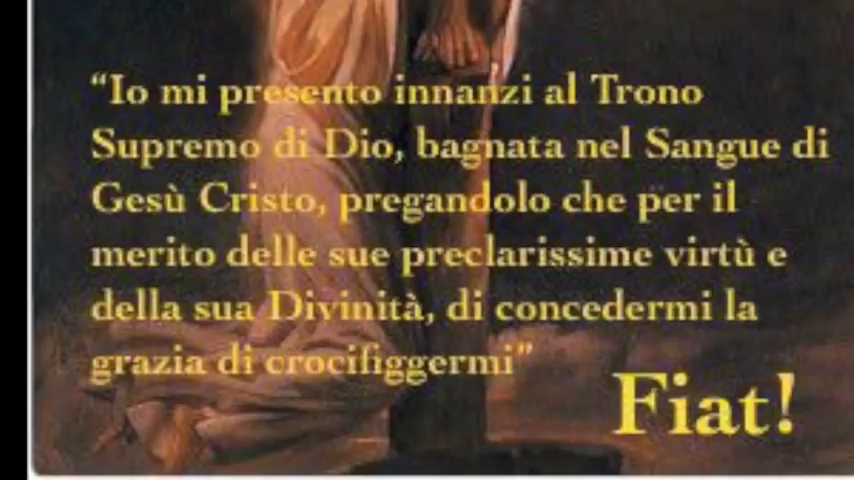 “Io mi presento innanzi al Trono
Supremo di Dio, bagnata nel Sangue di
Gesù Cristo, pregandolo che per il
merito delle sue preclarissime virtù e
della sua Divinità, di concedermi la
grazia di crocifiggermi”
Fiat!